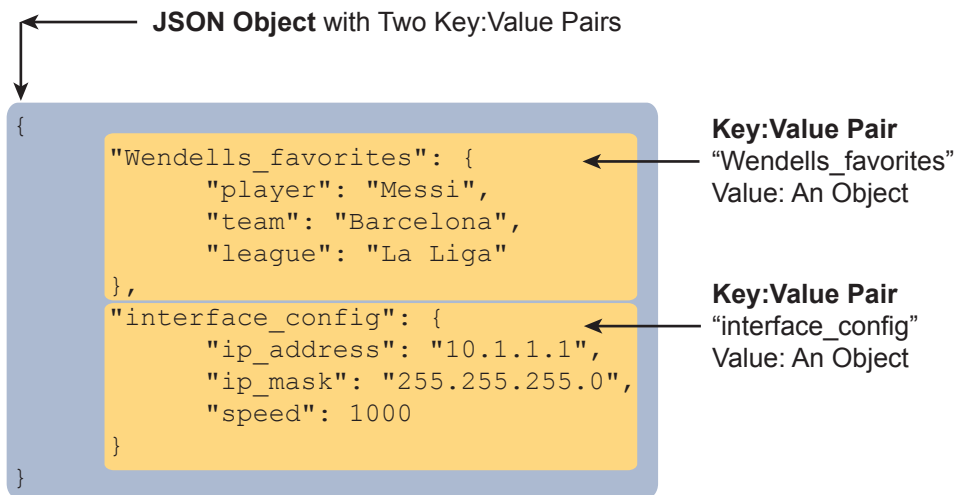 JSON Object with Two Key:Value Pairs
{
"Wendells_favorites": {
"player": "Messi",
"team": "Barcelona",
"league": "La Liga"
},
"interface_config": {
"ip_address": "10.1.1.1",
"ip_mask": "255.255.255.0",
"speed": 1000
}
}
Key:Value Pair
“Wendells_favorites”
Value: An Object
Key:Value Pair
“interface_config”
Value: An Object